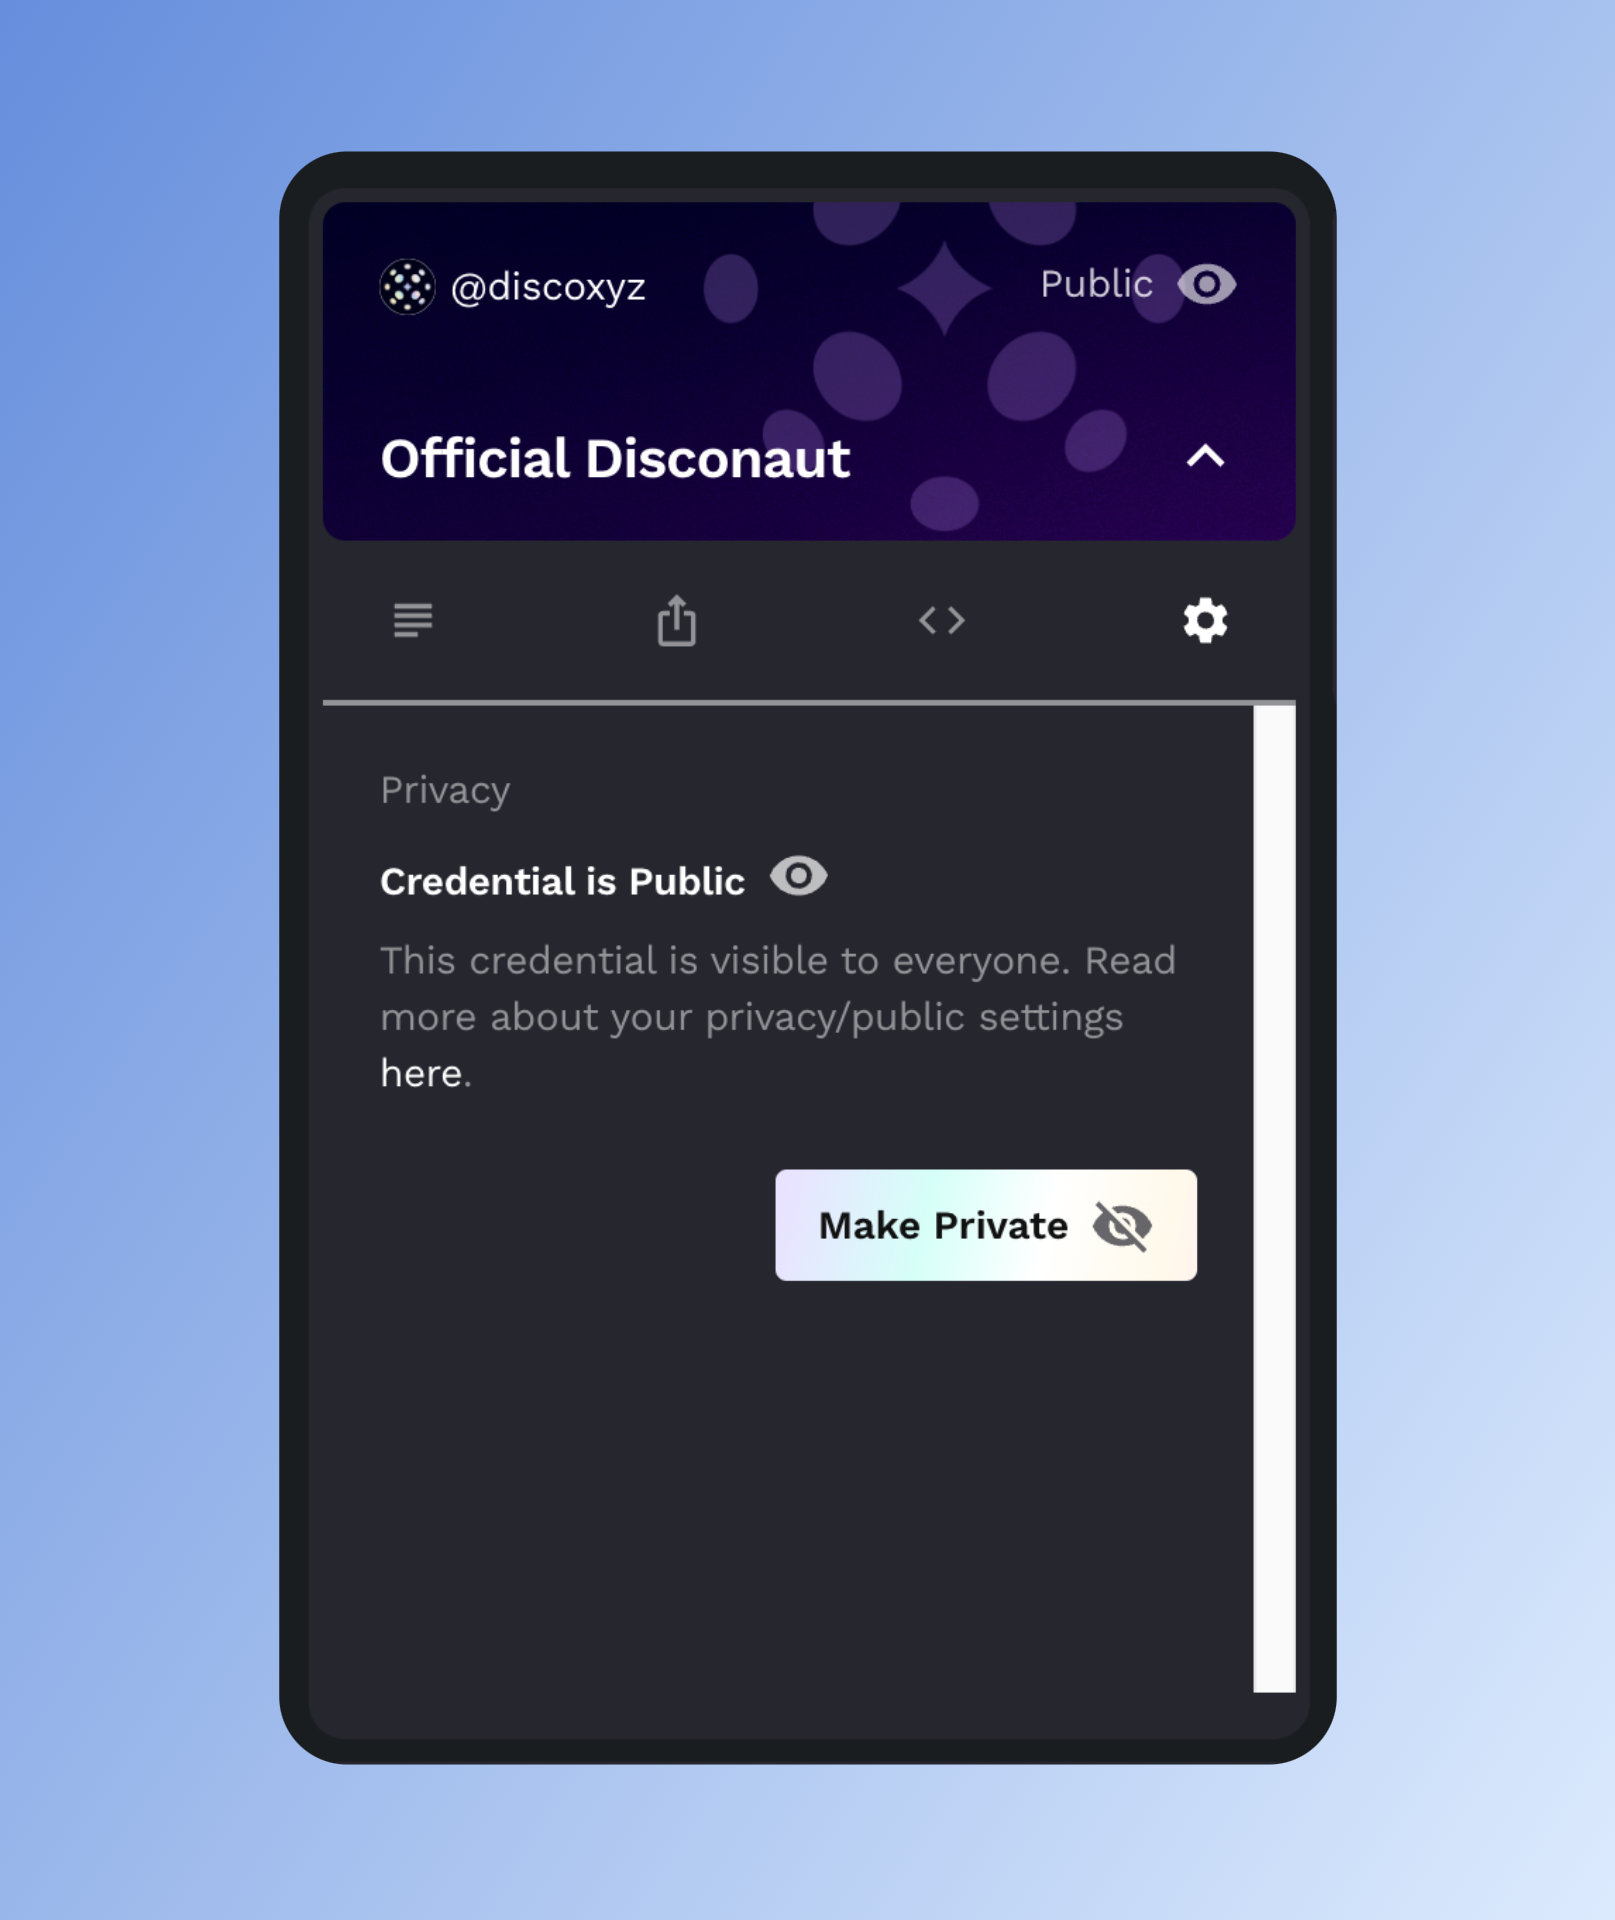 @discoxyz
Public
Official Disconaut
Privacy
Credential is Public
This credential is visible to everyone. Read
more about your privacy/public settings
here.
Make Private